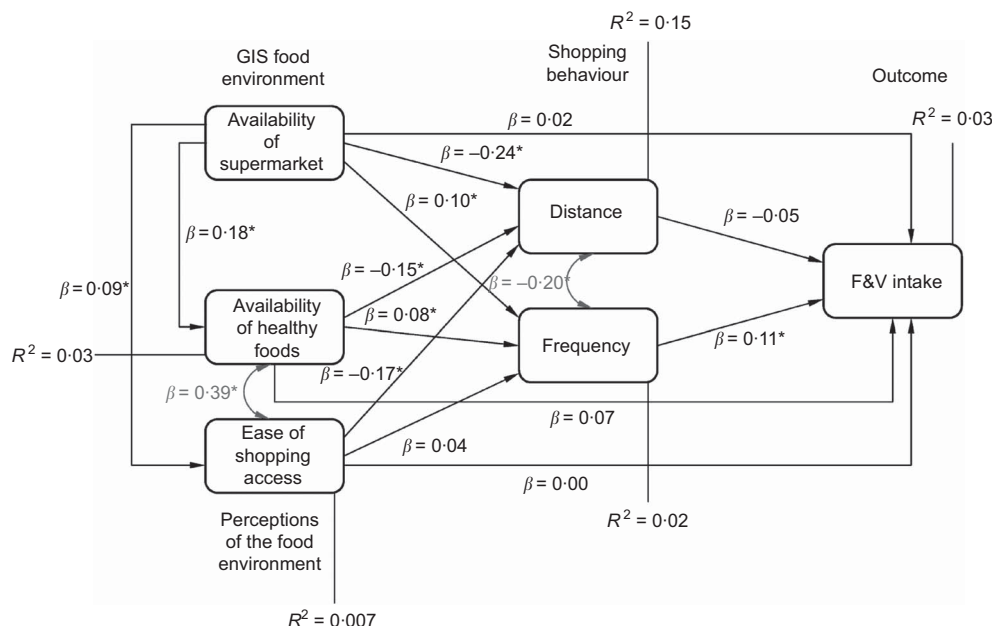 R² = 0·15
GIS food
environment
Shopping
behaviour
Outcome
R² = 0·03
Availability
of
supermarket
β = 0·02
β = –0·24*
β = 0·10*
Distance
β = –0·05
β = 0·18*
β = –0·15*
β = –0·20*
F&V intake
β = 0·09*
Availability
of healthy
foods
β = 0·08*
Frequency
β = 0·11*
R² = 0·03
β = –0·17*
β = 0·39*
β = 0·07
Ease of
shopping
access
β = 0·04
β = 0·00
R² = 0·02
Perceptions
of the food
environment
R² = 0·007